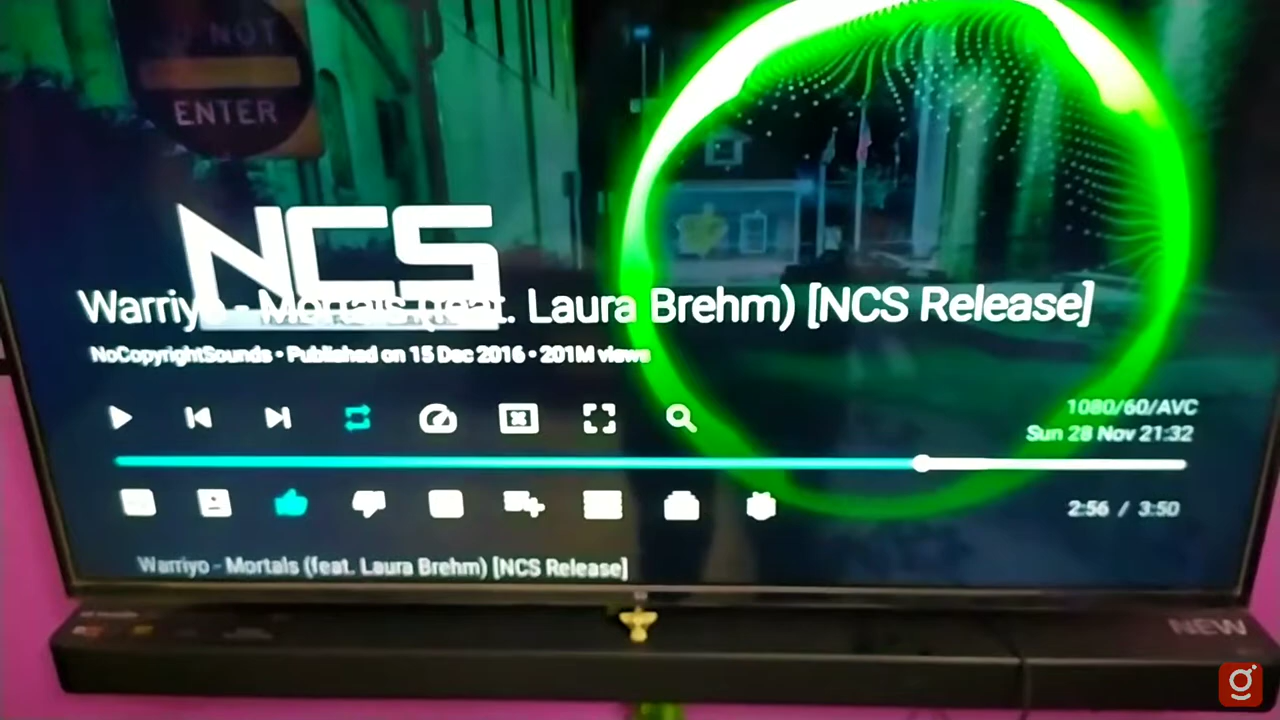 NOT
ENTER
NCS
Warriyo - Mortals (feat. Laura Brehm) [NCS Release]
NoCopyrightSounds • Published on 15 Dec 2016 • 201M views
1080/60/AVC
Sun 28 Nov 21:32
2:56 / 3:50
Warriyo - Mortals (feat. Laura Brehm) [NCS Release]
NEW
g